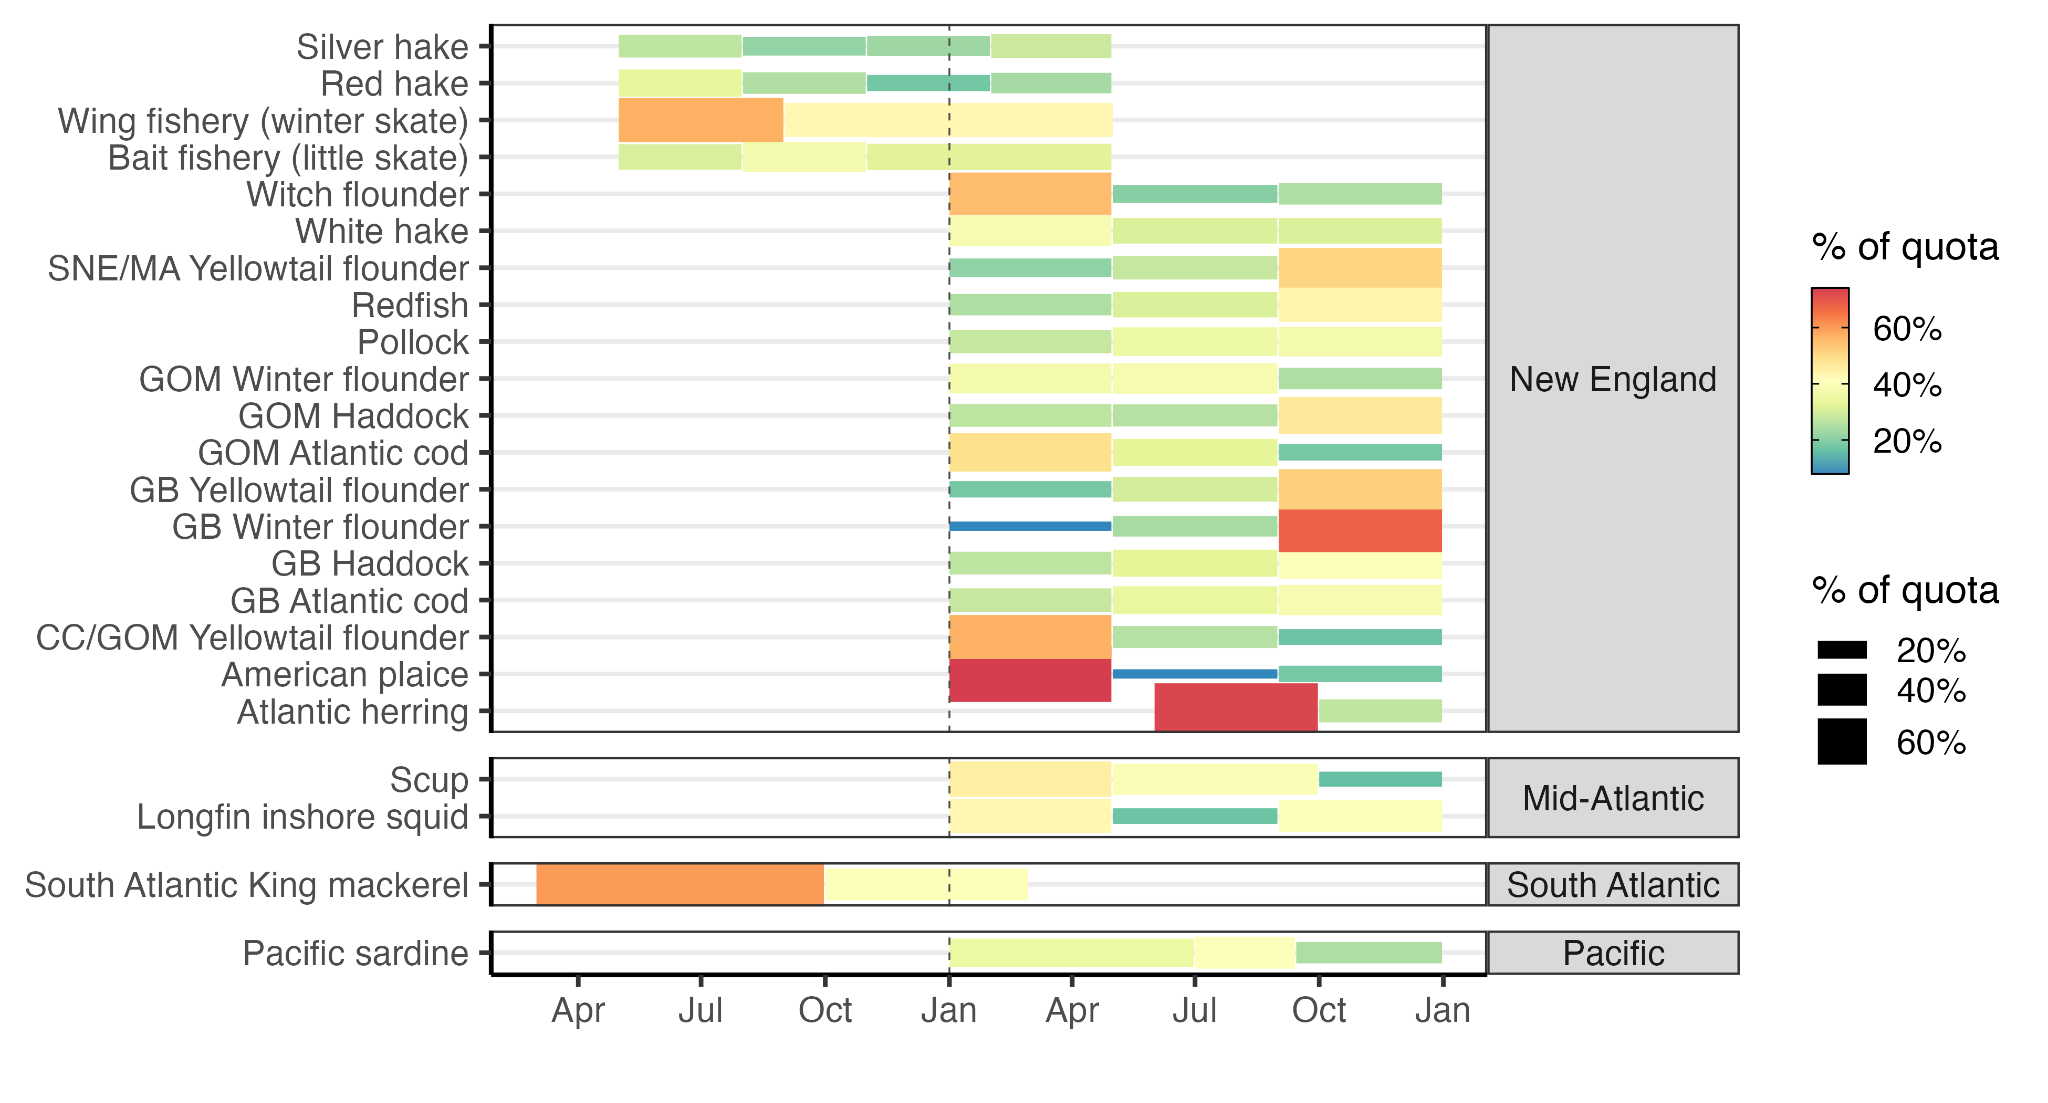 Silver hake
Red hake
Wing fishery (winter skate)
Bait fishery (little skate)
Witch flounder
White hake
SNE/MA Yellowtail flounder
Redfish
Pollock
GOM Winter flounder
GOM Haddock
GOM Atlantic cod
GB Yellowtail flounder
GB Winter flounder
GB Haddock
GB Atlantic cod
CC/GOM Yellowtail flounder
American plaice
Atlantic herring
New England
Scup
Longfin inshore squid
Mid-Atlantic
South Atlantic King mackerel
South Atlantic
Pacific sardine
Pacific
Apr Jul Oct Jan Apr Jul Oct Jan
% of quota
60%
40%
20%
% of quota
20%
40%
60%